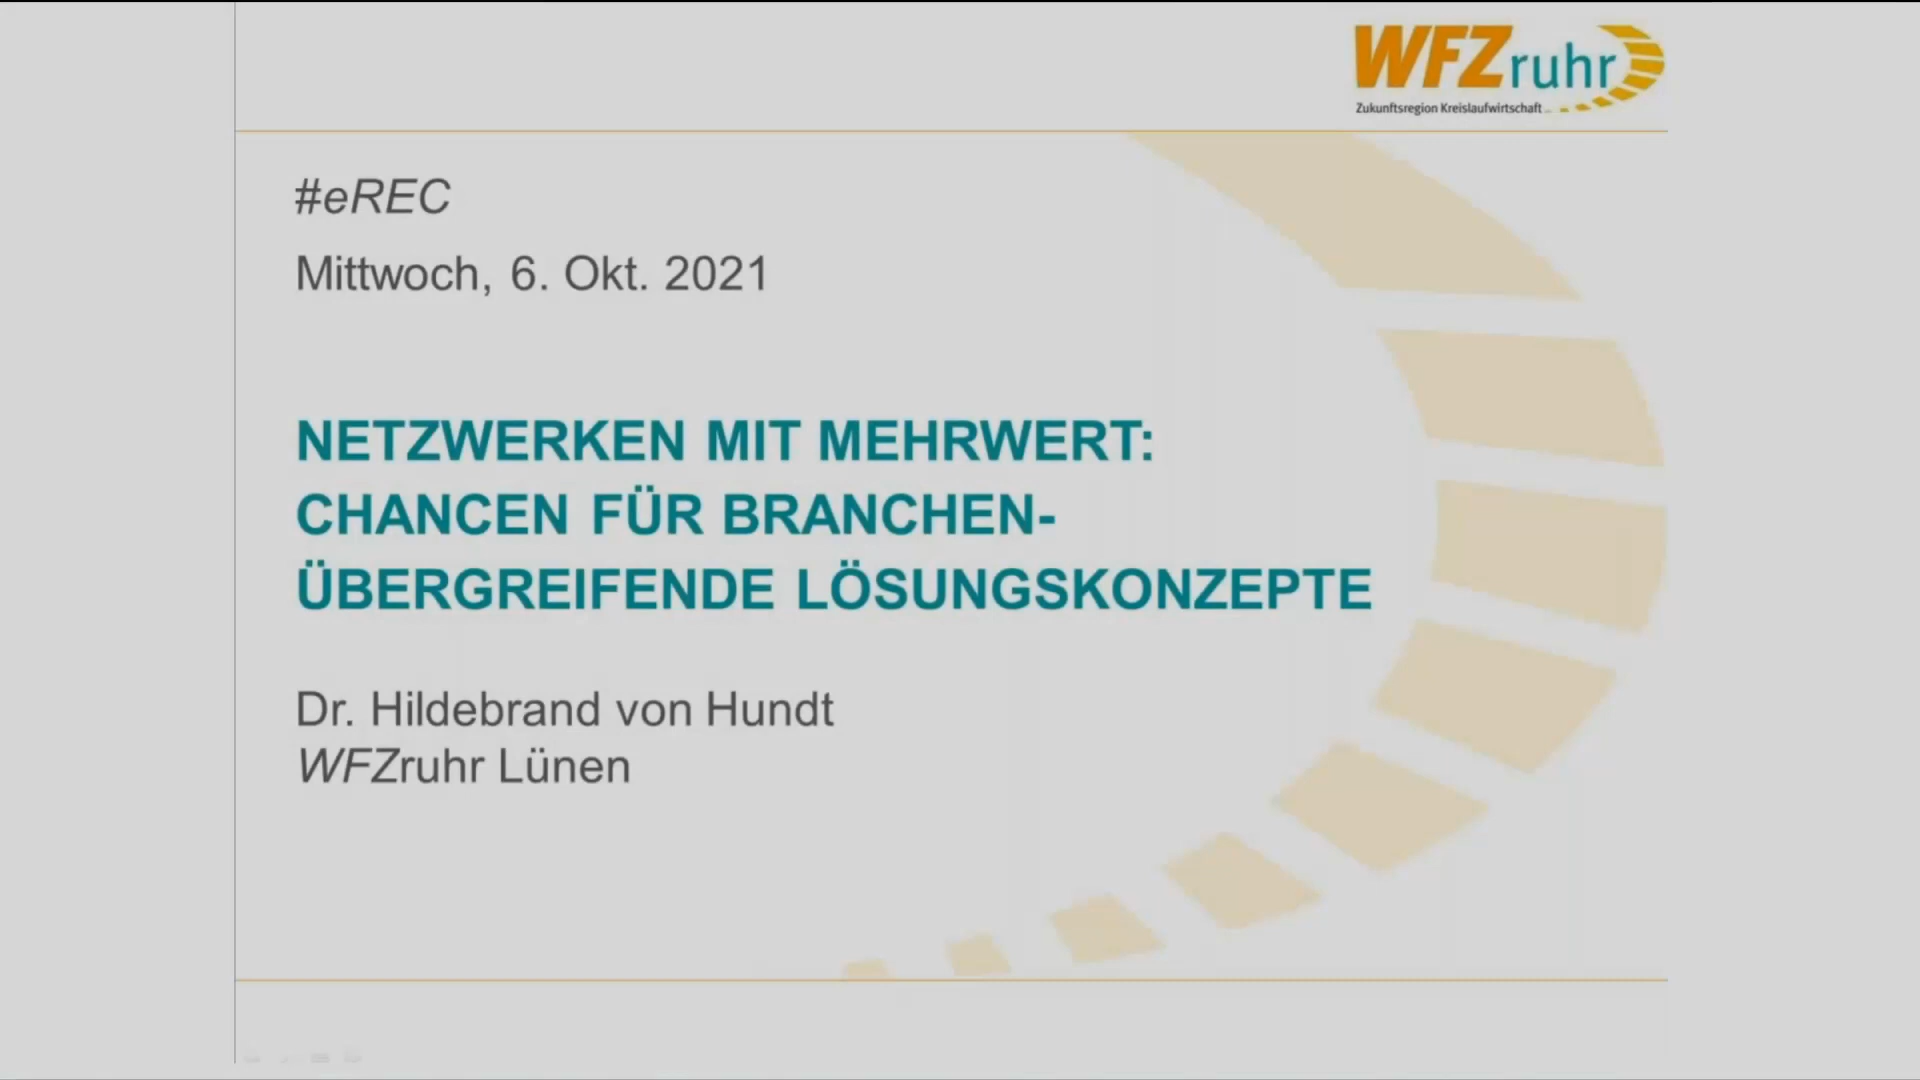 WFZruhr
Zukunftsregion Kreislaufwirtschaft
#eREC
Mittwoch, 6. Okt. 2021
NETZWERKEN MIT MEHRWERT:
CHANCEN FÜR BRANCHEN-
ÜBERGREIFENDE LÖSUNGSKONZEPTE
Dr. Hildebrand von Hundt
WFZruhr Lünen